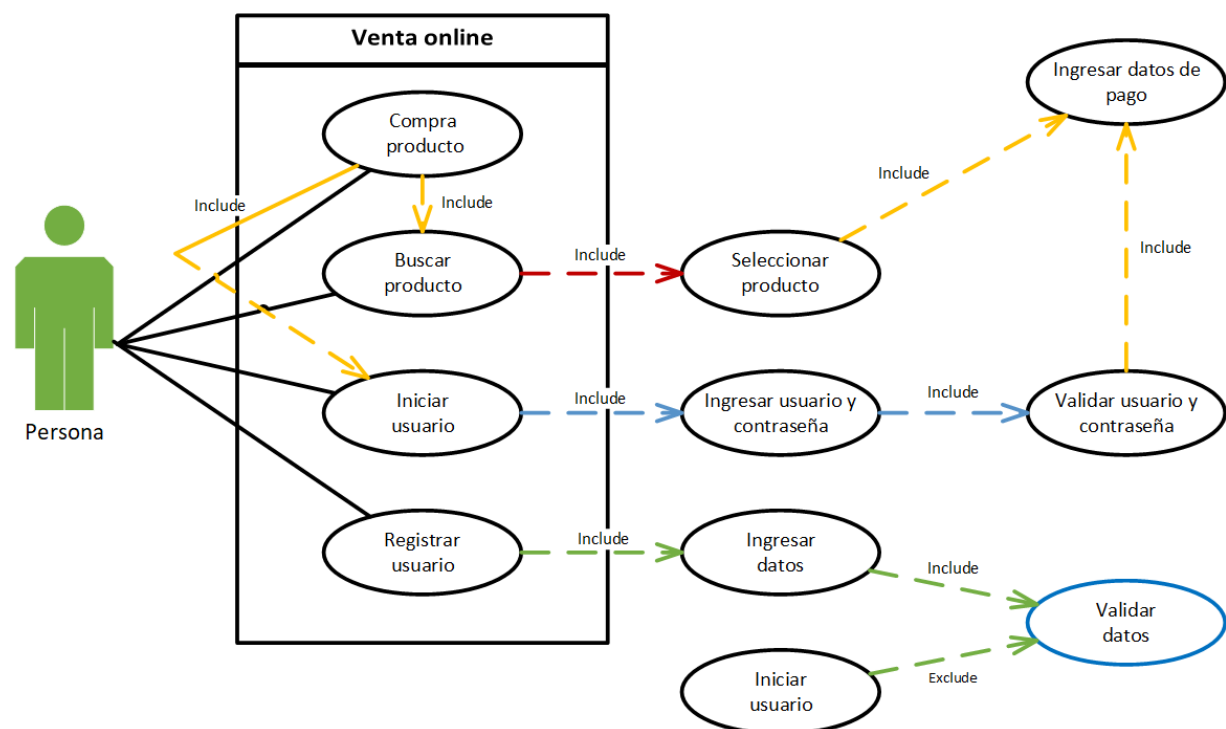 Venta online
Compra
producto
Ingresar datos de
pago
Include
Include
Include
Buscar
producto
Include
Seleccionar
producto
Include
Persona
Iniciar
usuario
Include
Ingresar usuario y
contraseña
Include
Validar usuario y
contraseña
Registrar
usuario
Include
Ingresar
datos
Include
Validar
datos
Iniciar
usuario
Exclude